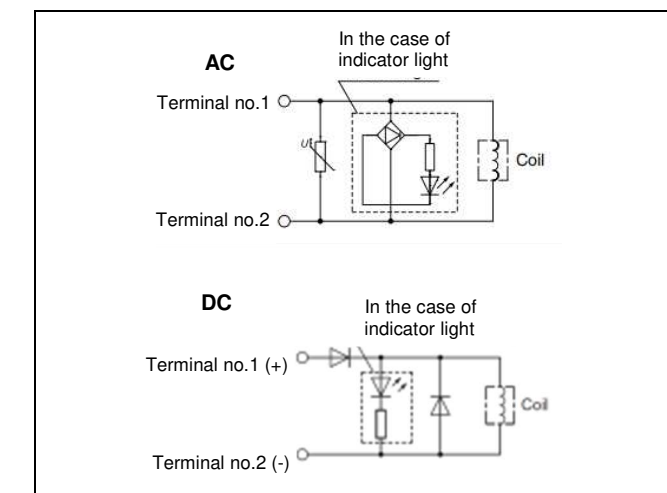 In the case of
indicator light
AC
Terminal no.1
U
Coil
Terminal no.2
DC
In the case of
indicator light
Terminal no.1 (+)
Coil
Terminal no.2 (-)